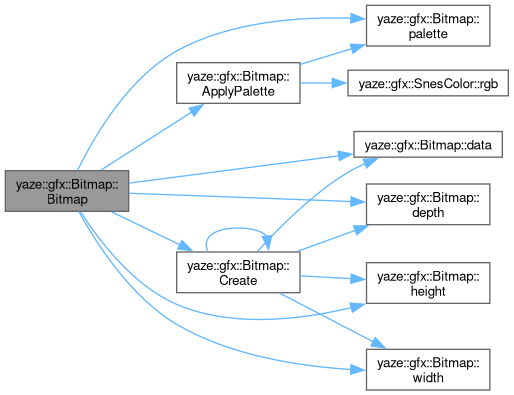 yaze::gfx::Bitmap::
palette
yaze::gfx::Bitmap::
ApplyPalette
yaze::gfx::SnesColor::rgb
yaze::gfx::Bitmap::data
yaze::gfx::Bitmap::
Bitmap
yaze::gfx::Bitmap::
depth
yaze::gfx::Bitmap::
Create
yaze::gfx::Bitmap::
height
yaze::gfx::Bitmap::
width